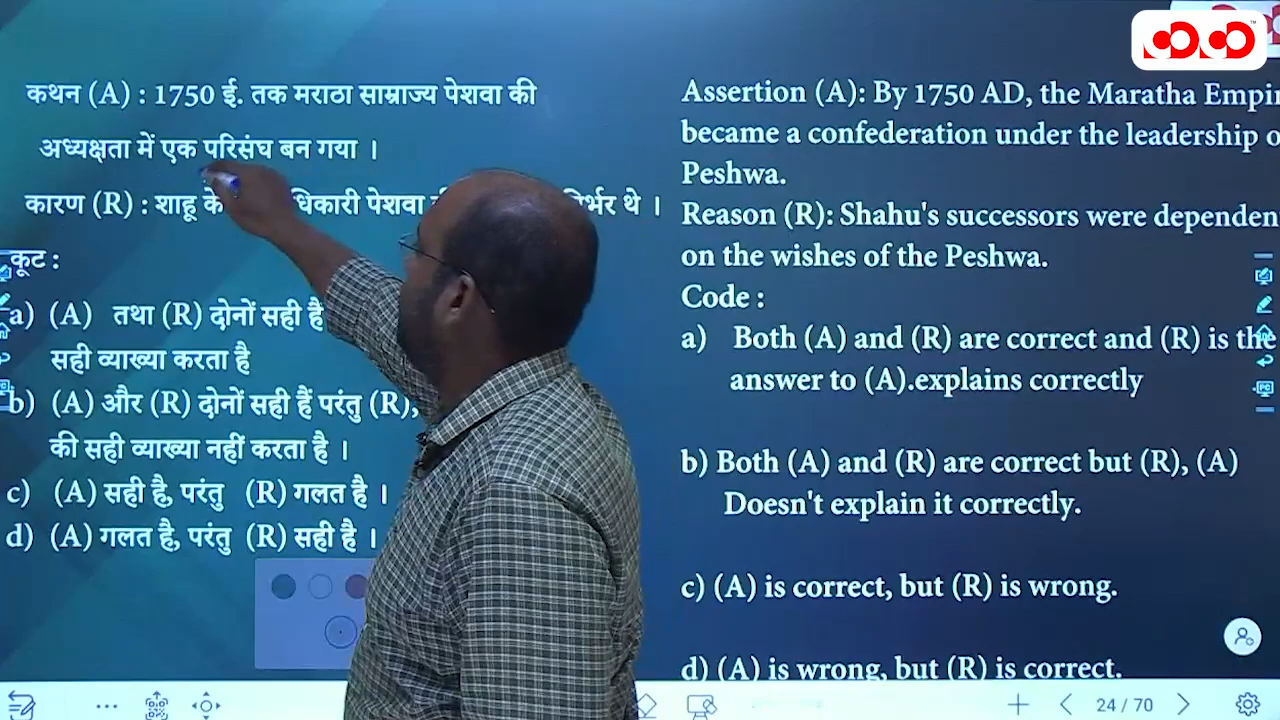 कथन (A) : 1750 ई. तक मराठा साम्राज्य पेशवा की
अध्यक्षता में एक परिसंघ बन गया ।
कारण (R) : शाहू के पेशवा थे ।
कूट :
a) (A) तथा (R) दोनों सही हैं
सही व्याख्या करता है
b) (A) और (R) दोनों सही हैं परंतु (R),
की सही व्याख्या नहीं करता है ।
c) (A) सही है, परंतु (R) गलत है ।
d) (A) गलत है, परंतु (R) सही है ।
Assertion (A): By 1750 AD, the Maratha
became a confederation under the leadership
Peshwa.
Reason (R): Shahu's successors were
on the wishes of the Peshwa.
Code :
a) Both (A) and (R) are correct and (R) is the
answer to (A).explains correctly
b) Both (A) and (R) are correct but (R), (A)
Doesn't explain it correctly.
c) (A) is correct, but (R) is wrong.
d) (A) is wrong, but (R) is correct.
24 / 70